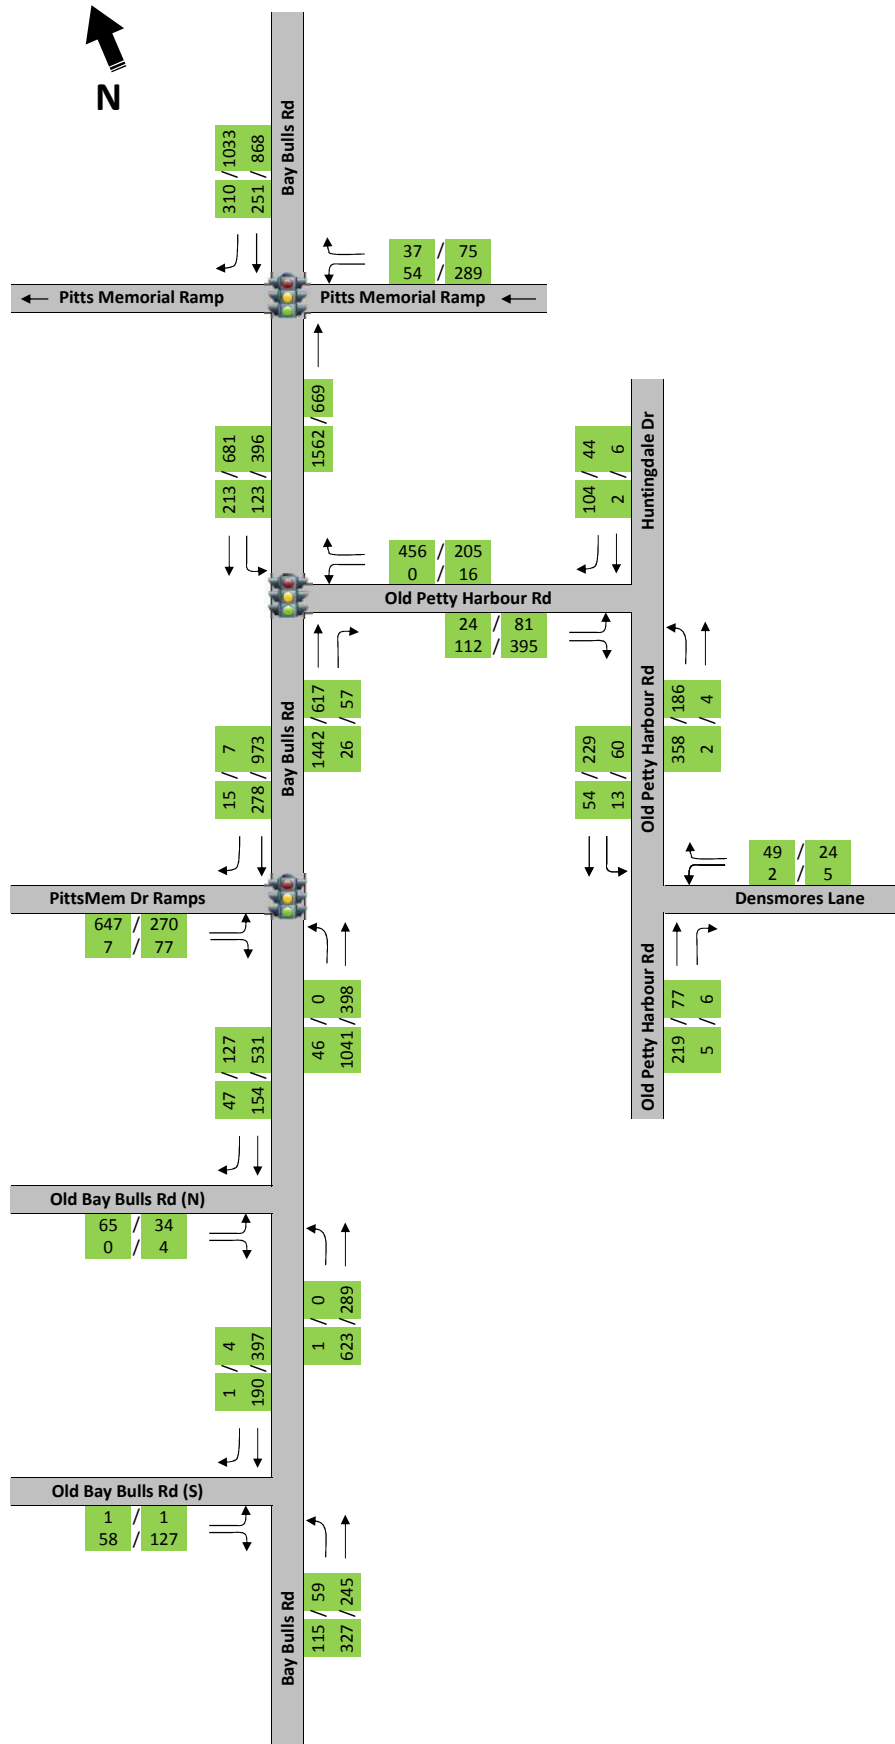 N
Bay Bulls Rd
310 / 1033
251 / 868
37 / 75
54 / 289
Pitts Memorial Ramp
Pitts Memorial Ramp
1562 / 669
213 / 681
123 / 396
104 / 44
2 / 6
Huntingdale Dr
456 / 205
0 / 16
Old Petty Harbour Rd
24 / 81
112 / 395
1442 / 617
26 / 57
Bay Bulls Rd
15 / 7
278 / 973
54 / 229
13 / 60
Old Petty Harbour Rd
358 / 186
2 / 4
49 / 24
2 / 5
PittsMem Dr Ramps
Densmores Lane
647 / 270
7 / 77
46 / 0
1041 / 398
Old Petty Harbour Rd
219 / 77
5 / 6
47 / 127
154 / 531
Old Bay Bulls Rd (N)
65 / 34
0 / 4
1 / 0
623 / 289
1 / 4
190 / 397
Old Bay Bulls Rd (S)
1 / 1
58 / 127
Bay Bulls Rd
115 / 59
327 / 245